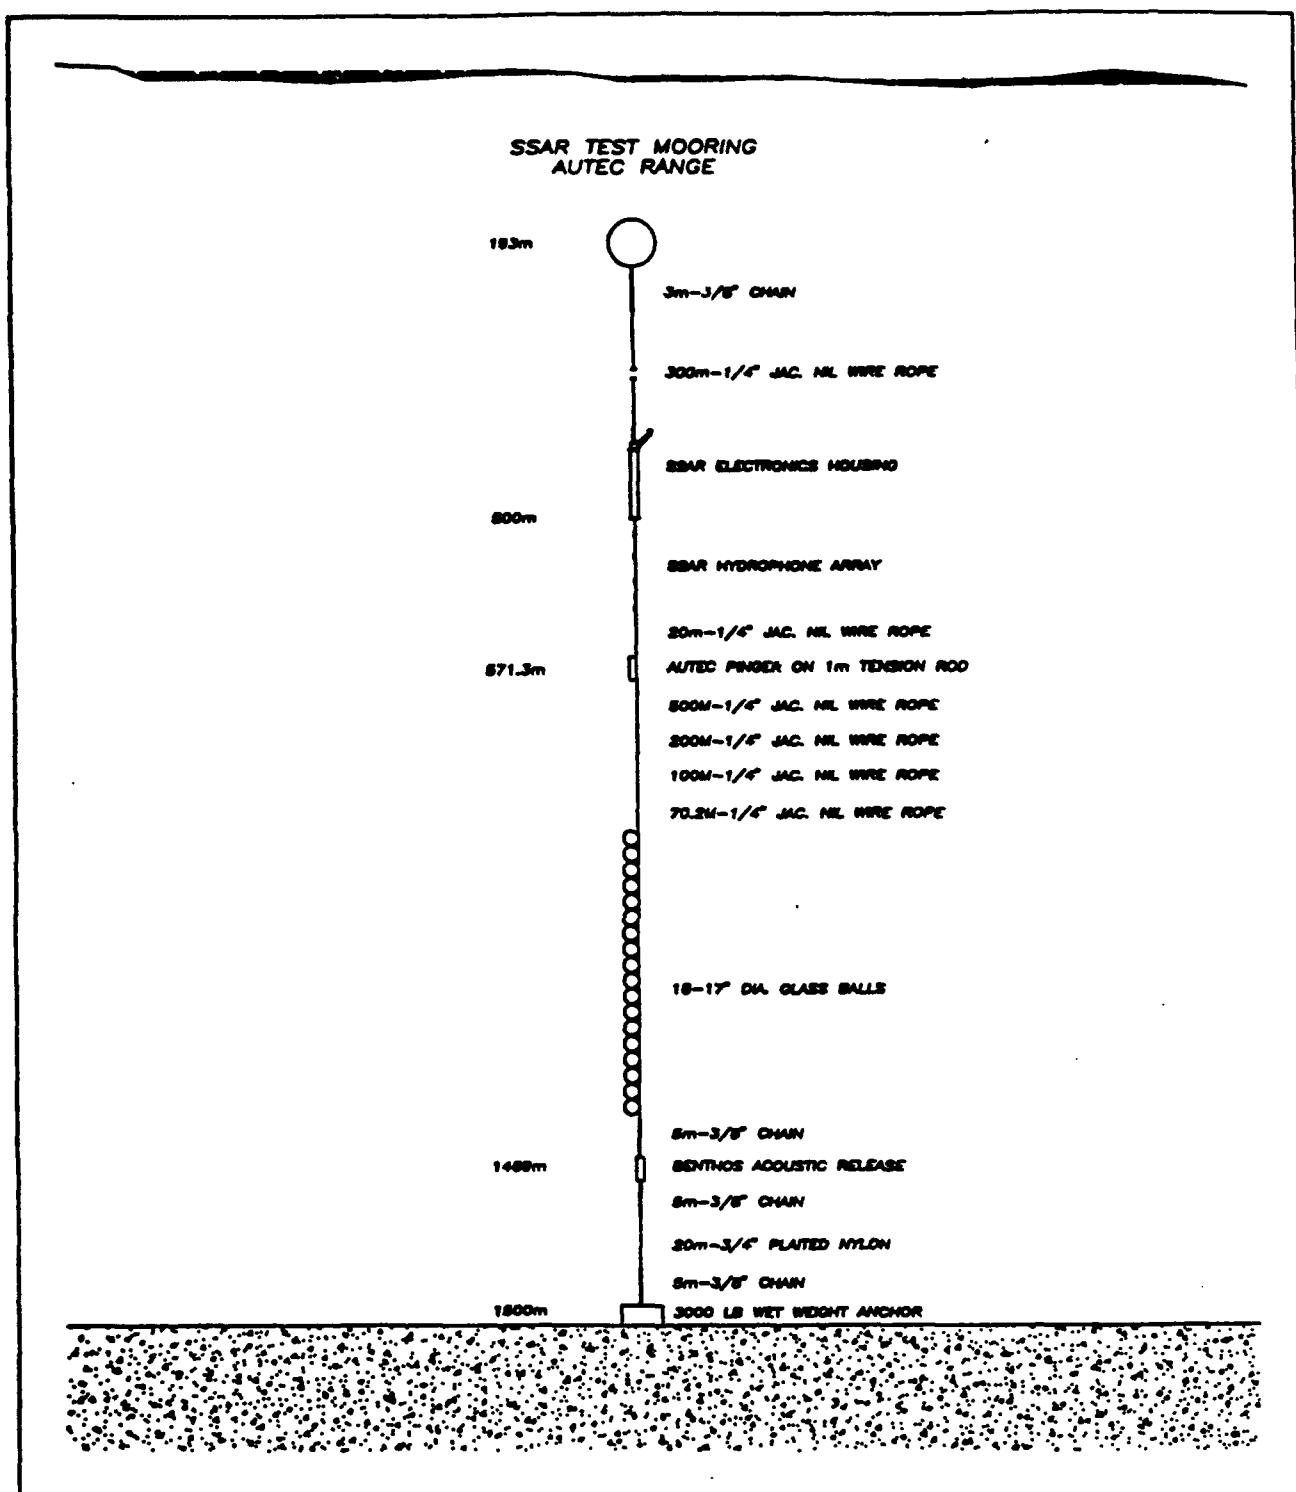 SSAR TEST MOORING
AUTEC RANGE
193m
3m-3/8" CHAIN
300m-1/4" JAC. NIL WIRE ROPE
SSAR ELECTRONICS HOUSING
500m
SSAR HYDROPHONE ARRAY
20m-1/4" JAC. NIL WIRE ROPE
571.3m AUTEC PINGER ON 1m TENSION ROD
500M-1/4" JAC. NIL WIRE ROPE
200M-1/4" JAC. NIL WIRE ROPE
100M-1/4" JAC. NIL WIRE ROPE
70.2M-1/4" JAC. NIL WIRE ROPE
18-17" DIA. GLASS BALLS
5m-3/8" CHAIN
1469m BENTHOS ACOUSTIC RELEASE
5m-3/8" CHAIN
20m-3/4" PLAITED NYLON
5m-3/8" CHAIN
1500m 3000 LB WET WEIGHT ANCHOR